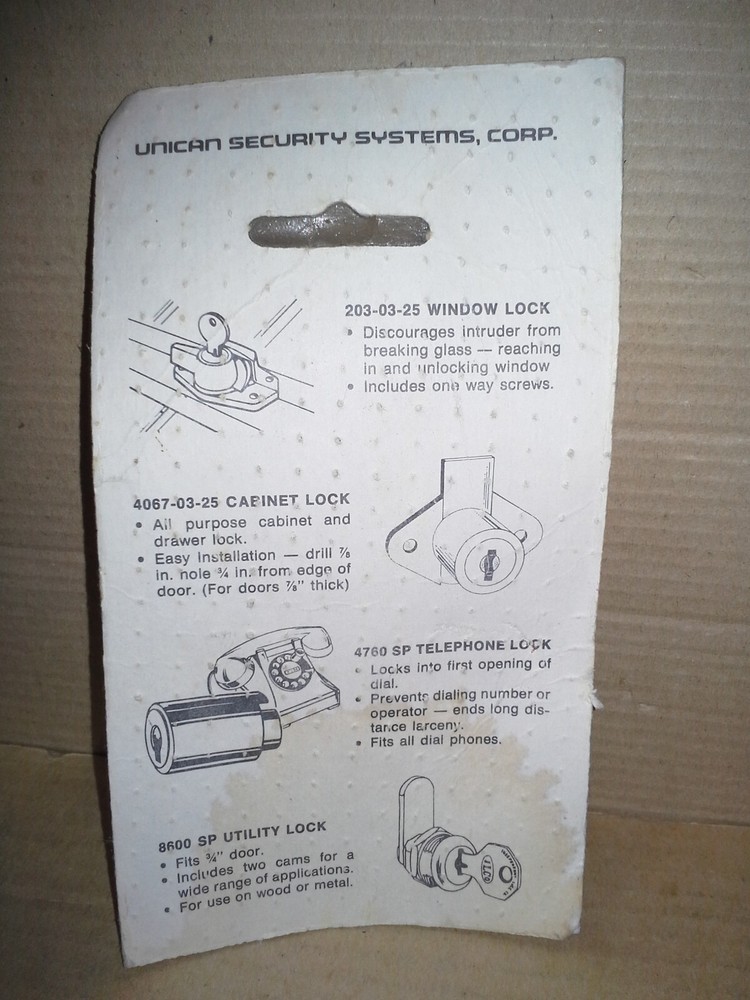 UNICAN SECURITY SYSTEMS, CORP.
203-03-25 WINDOW LOCK
• Discourages intruder from
breaking glass — reaching
in and unlocking window
• Includes one way screws.
4067-03-25 CABINET LOCK
• All purpose cabinet and
drawer lock.
• Easy Installation — drill ⅞
in. hole ¾ in. from edge of
door. (For doors ⅞" thick)
4760 SP TELEPHONE LOCK
• Locks into first opening of
dial.
• Prevents dialing number or
operator — ends long dis-
tance larceny.
• Fits all dial phones.
8600 SP UTILITY LOCK
• Fits ¾" door.
• Includes two cams for a
wide range of applications.
• For use on wood or metal.
ILCO